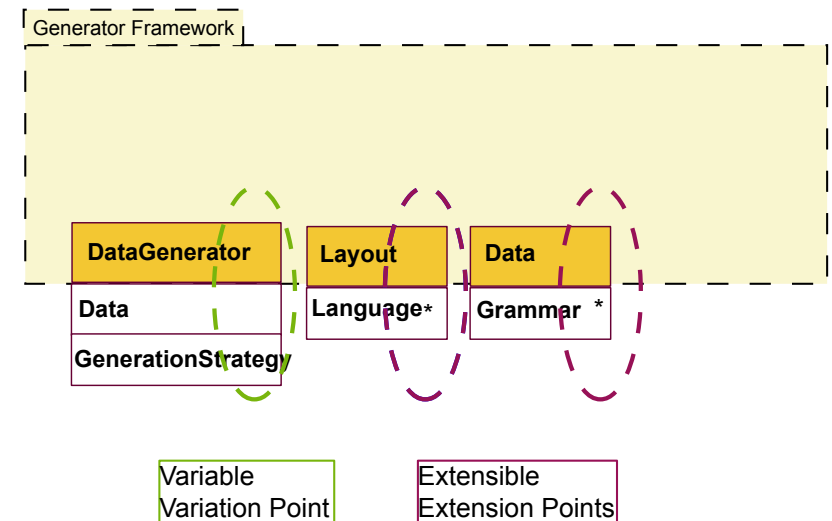 Generator Framework
DataGenerator
Layout
Data
Data
Language*
Grammar *
GenerationStrategy
Variable
Variation Point
Extensible
Extension Points